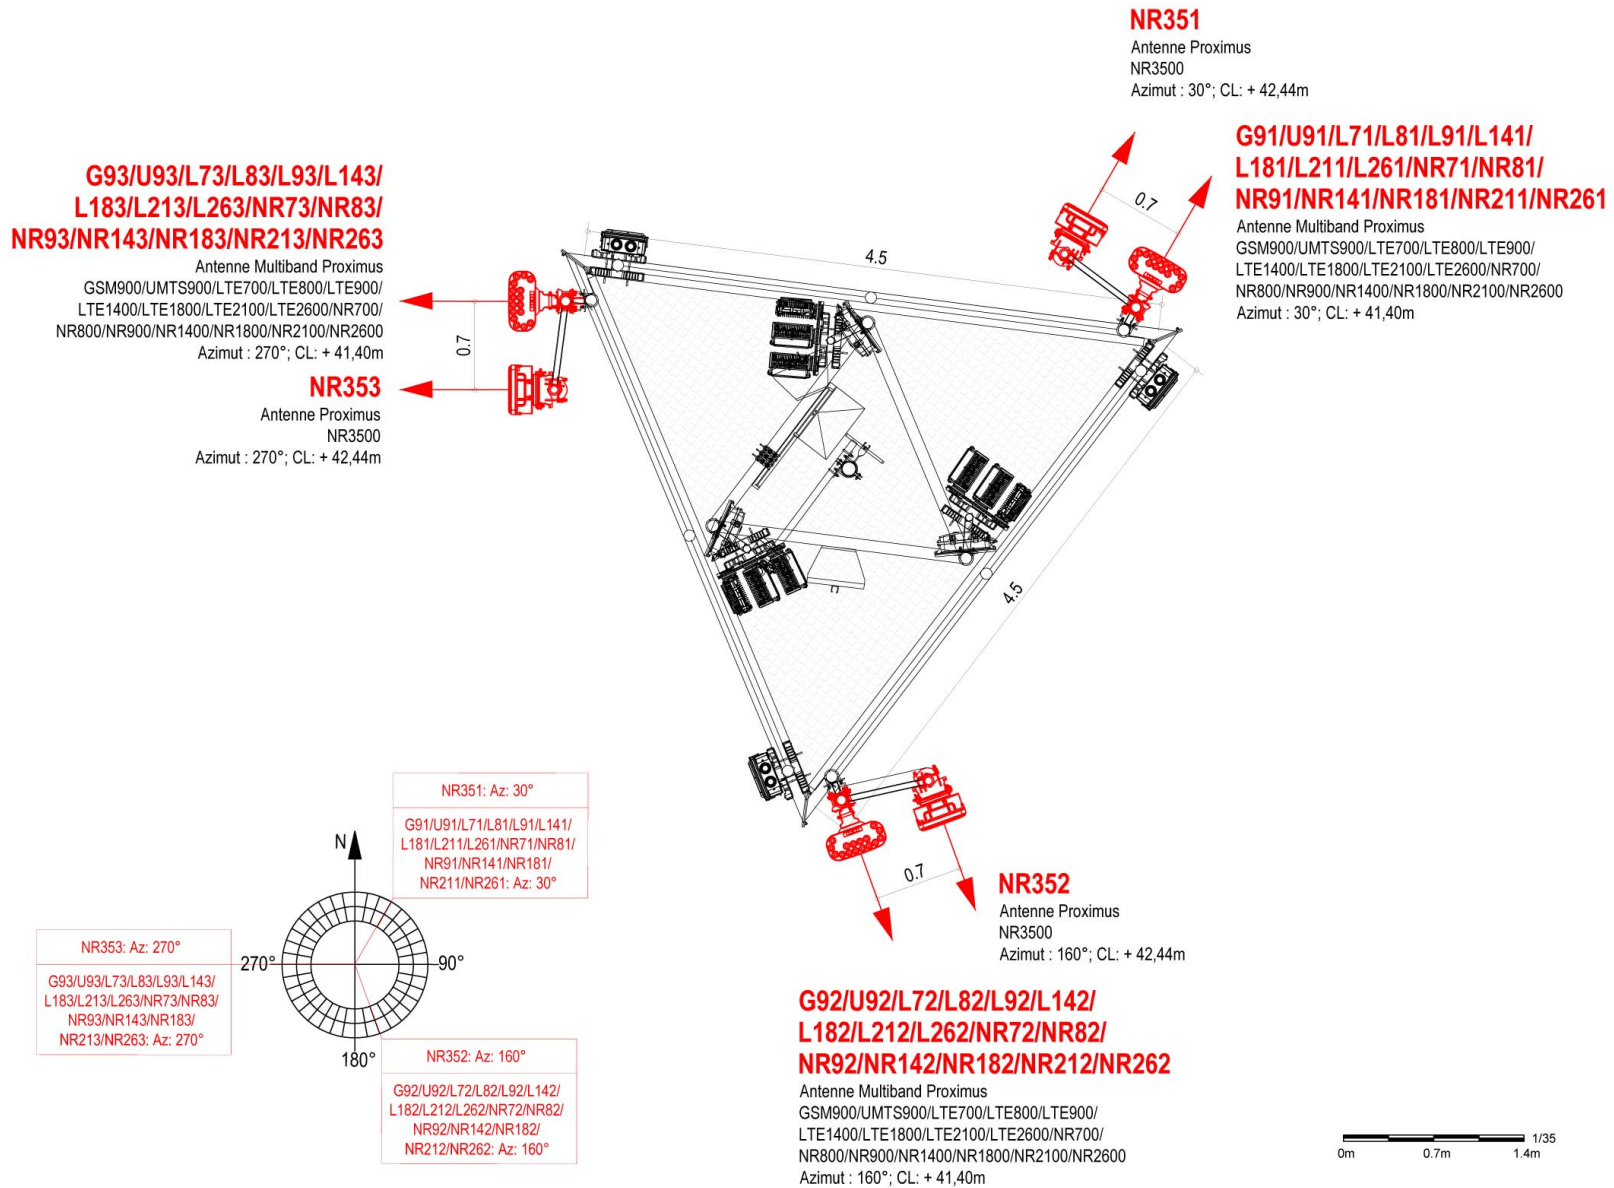 NR351
Antenne Proximus
NR3500
Azimut : 30°; CL: + 42,44m
G91/U91/L71/L81/L91/L141/
L181/L211/L261/NR71/NR81/
NR91/NR141/NR181/NR211/NR261
Antenne Multiband Proximus
GSM900/UMTS900/LTE700/LTE800/LTE900/
LTE1400/LTE1800/LTE2100/LTE2600/NR700/
NR800/NR900/NR1400/NR1800/NR2100/NR2600
Azimut : 30°; CL: + 41,40m
G93/U93/L73/L83/L93/L143/
L183/L213/L263/NR73/NR83/
NR93/NR143/NR183/NR213/NR263
Antenne Multiband Proximus
GSM900/UMTS900/LTE700/LTE800/LTE900/
LTE1400/LTE1800/LTE2100/LTE2600/NR700/
NR800/NR900/NR1400/NR1800/NR2100/NR2600
Azimut : 270°; CL: + 41,40m
NR353
Antenne Proximus
NR3500
Azimut : 270°; CL: + 42,44m
0.7
4.5
0.7
4.5
0.7
NR352
Antenne Proximus
NR3500
Azimut : 160°; CL: + 42,44m
G92/U92/L72/L82/L92/L142/
L182/L212/L262/NR72/NR82/
NR92/NR142/NR182/NR212/NR262
Antenne Multiband Proximus
GSM900/UMTS900/LTE700/LTE800/LTE900/
LTE1400/LTE1800/LTE2100/LTE2600/NR700/
NR800/NR900/NR1400/NR1800/NR2100/NR2600
Azimut : 160°; CL: + 41,40m
NR351: Az: 30°
G91/U91/L71/L81/L91/L141/
L181/L211/L261/NR71/NR81/
NR91/NR141/NR181/
NR211/NR261: Az: 30°
N
270°
90°
180°
NR353: Az: 270°
G93/U93/L73/L83/L93/L143/
L183/L213/L263/NR73/NR83/
NR93/NR143/NR183/
NR213/NR263: Az: 270°
NR352: Az: 160°
G92/U92/L72/L82/L92/L142/
L182/L212/L262/NR72/NR82/
NR92/NR142/NR182/
NR212/NR262: Az: 160°
1/35
0m 0.7m 1.4m